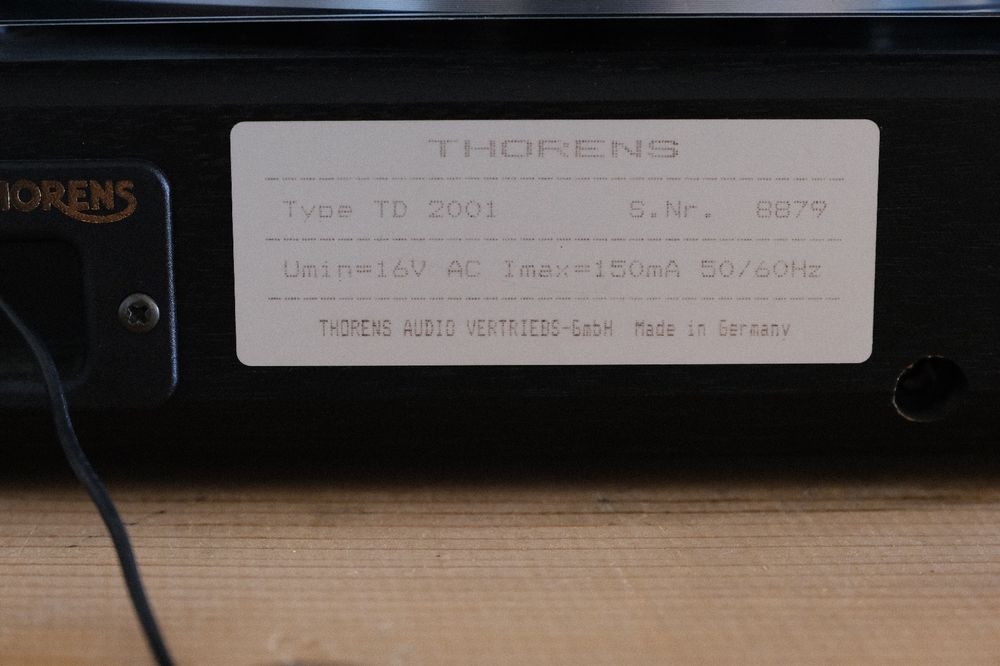 THORENS
THORENS
Type TD 2001 S.Nr. 8879
Umin=16V AC Imax=150mA 50/60Hz
THORENS AUDIO VERTRIEBS-GmbH Made in Germany